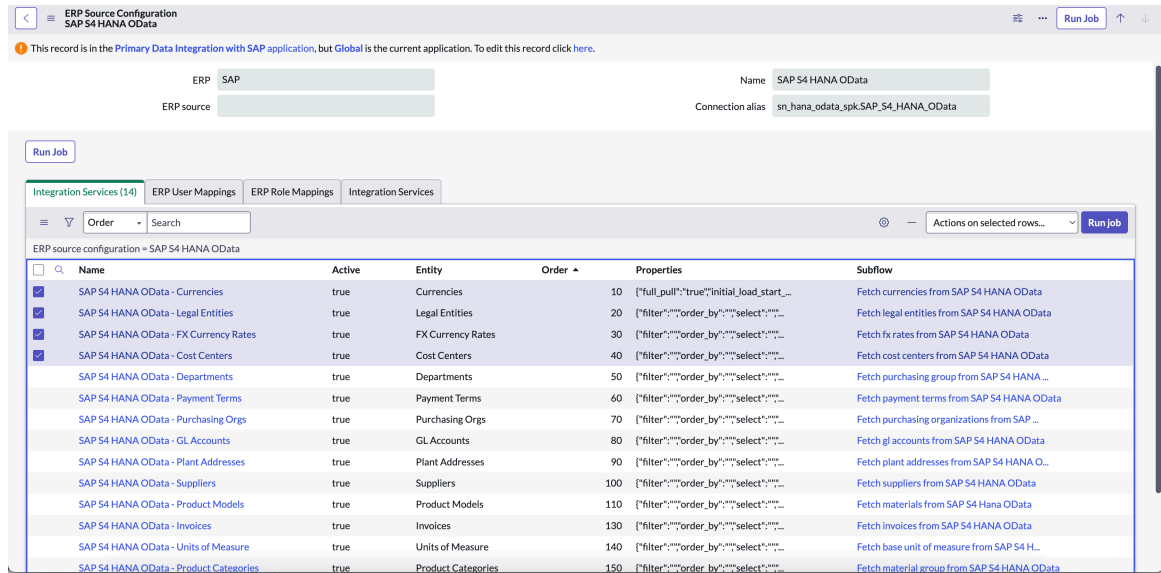 ERP Source Configuration
SAP S4 HANA OData
Run Job
This record is in the Primary Data Integration with SAP application, but Global is the current application. To edit this record click here.
ERP SAP Name SAP S4 HANA OData
ERP source Connection alias sn_hana_odata_spk.SAP_S4_HANA_OData
Run Job
Integration Services (14) ERP User Mappings ERP Role Mappings Integration Services
Order Search Actions on selected rows... Run job
ERP source configuration = SAP S4 HANA OData
Name Active Entity Order Properties Subflow
SAP S4 HANA OData - Currencies true Currencies 10 {"full_pull":"true","initial_load_start_... Fetch currencies from SAP S4 HANA OData
SAP S4 HANA OData - Legal Entities true Legal Entities 20 {"filter":"","order_by":"","select":"",... Fetch legal entities from SAP S4 HANA OData
SAP S4 HANA OData - FX Currency Rates true FX Currency Rates 30 {"filter":"","order_by":"","select":"",... Fetch fx rates from SAP S4 HANA OData
SAP S4 HANA OData - Cost Centers true Cost Centers 40 {"filter":"","order_by":"","select":"",... Fetch cost centers from SAP S4 HANA OData
SAP S4 HANA OData - Departments true Departments 50 {"filter":"","order_by":"","select":"",... Fetch purchasing group from SAP S4 HANA ...
SAP S4 HANA OData - Payment Terms true Payment Terms 60 {"filter":"","order_by":"","select":"",... Fetch payment terms from SAP S4 HANA OData
SAP S4 HANA OData - Purchasing Orgs true Purchasing Orgs 70 {"filter":"","order_by":"","select":"",... Fetch purchasing organizations from SAP ...
SAP S4 HANA OData - GL Accounts true GL Accounts 80 {"filter":"","order_by":"","select":"",... Fetch gl accounts from SAP S4 HANA OData
SAP S4 HANA OData - Plant Addresses true Plant Addresses 90 {"filter":"","order_by":"","select":"",... Fetch plant addresses from SAP S4 HANA O...
SAP S4 HANA OData - Suppliers true Suppliers 100 {"filter":"","order_by":"","select":"",... Fetch suppliers from SAP S4 HANA OData
SAP S4 HANA OData - Product Models true Product Models 110 {"filter":"","order_by":"","select":"",... Fetch materials from SAP S4 Hana OData
SAP S4 HANA OData - Invoices true Invoices 130 {"filter":"","order_by":"","select":"",... Fetch invoices from SAP S4 HANA OData
SAP S4 HANA OData - Units of Measure true Units of Measure 140 {"filter":"","order_by":"","select":"",... Fetch base unit of measure from SAP S4 H...
SAP S4 HANA OData - Product Categories true Product Categories 150 {"filter":"","order_by":"","select":"",... Fetch material group from SAP S4 HANA OData